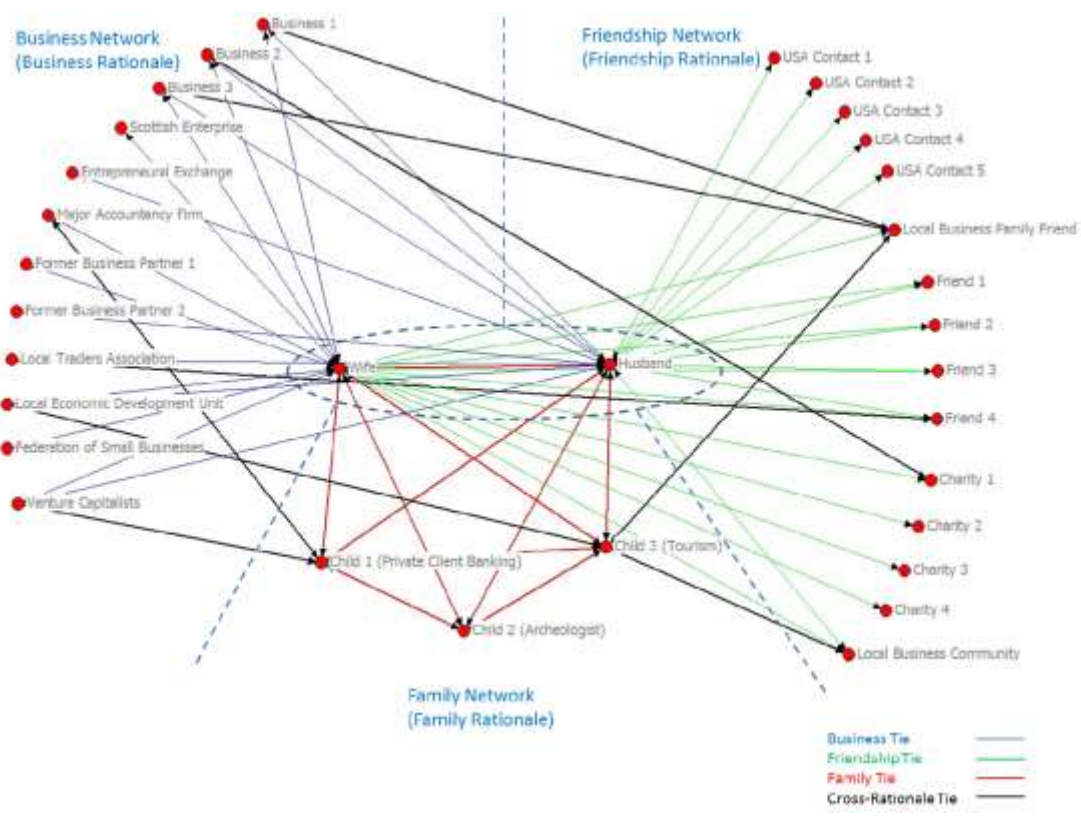 Business Network
(Business Rationale)
Friendship Network
(Friendship Rationale)
Business 1
Business 2
Business 3
Scottish Enterprise
Entrepreneurial Exchange
Major Accountancy Firm
Former Business Partner 1
Former Business Partner 2
Local Traders Association
Local Economic Development Unit
Federation of Small Businesses
Venture Capitalists
USA Contact 1
USA Contact 2
USA Contact 3
USA Contact 4
USA Contact 5
Local Business Family Friend
Friend 1
Friend 2
Friend 3
Friend 4
Charity 1
Charity 2
Charity 3
Charity 4
Local Business Community
Wife
Husband
Child 1 (Private Client Banking)
Child 3 (Tourism)
Child 2 (Archeologist)
Family Network
(Family Rationale)
Business Tie
Friendship Tie
Family Tie
Cross-Rationale Tie